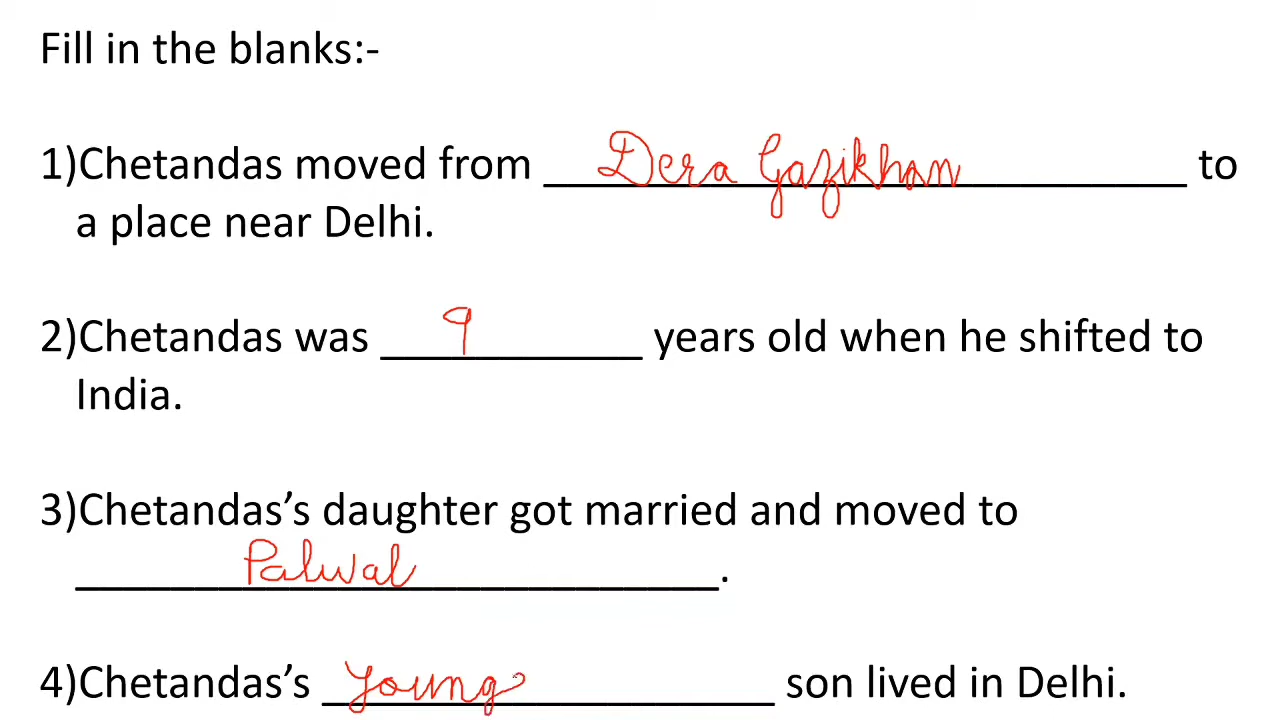 Fill in the blanks:-
1)Chetandas moved from Dera Gazikhan to
a place near Delhi.
2)Chetandas was 9 years old when he shifted to
India.
3)Chetandas’s daughter got married and moved to
Palwal.
4)Chetandas’s Young son lived in Delhi.